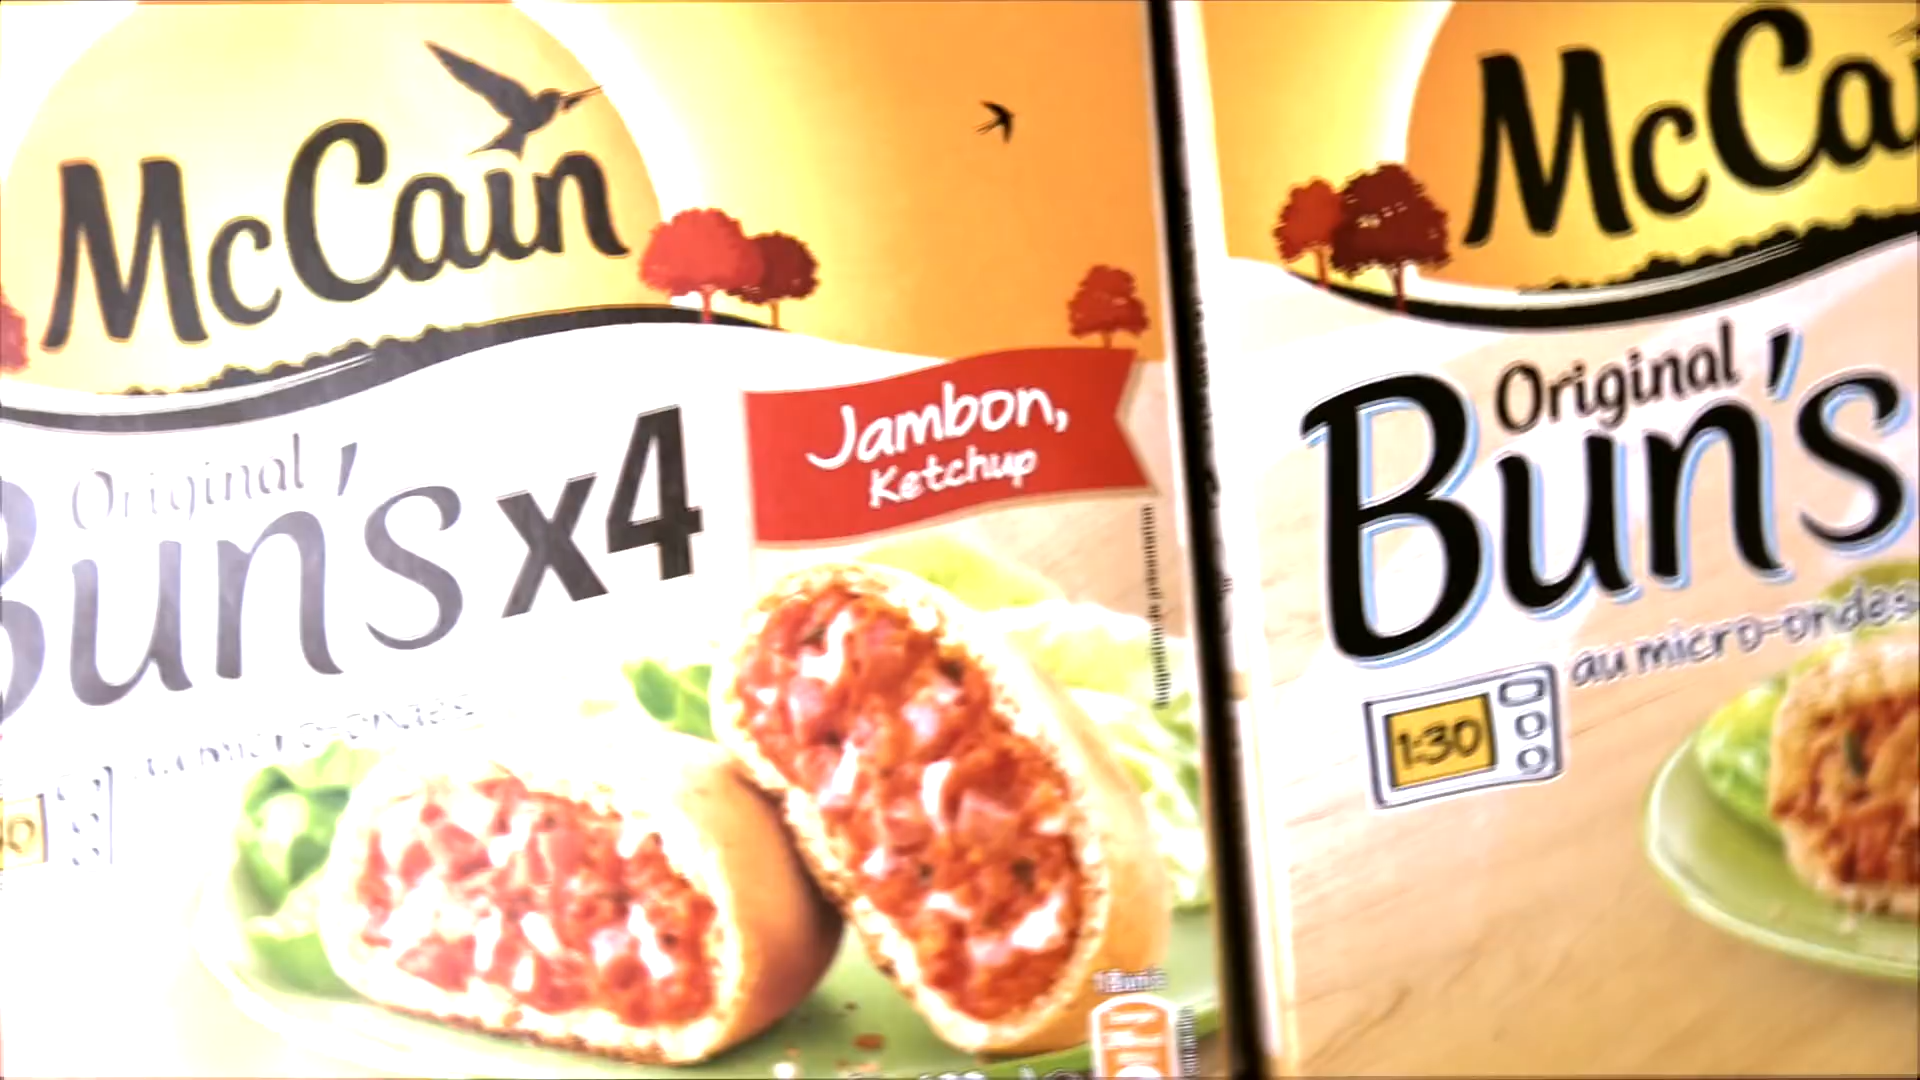 McCain
Original
Bun's x4
Jambon,
Ketchup
au micro-ondes
McCa
Original
Bun's
au micro-ondes
1:30